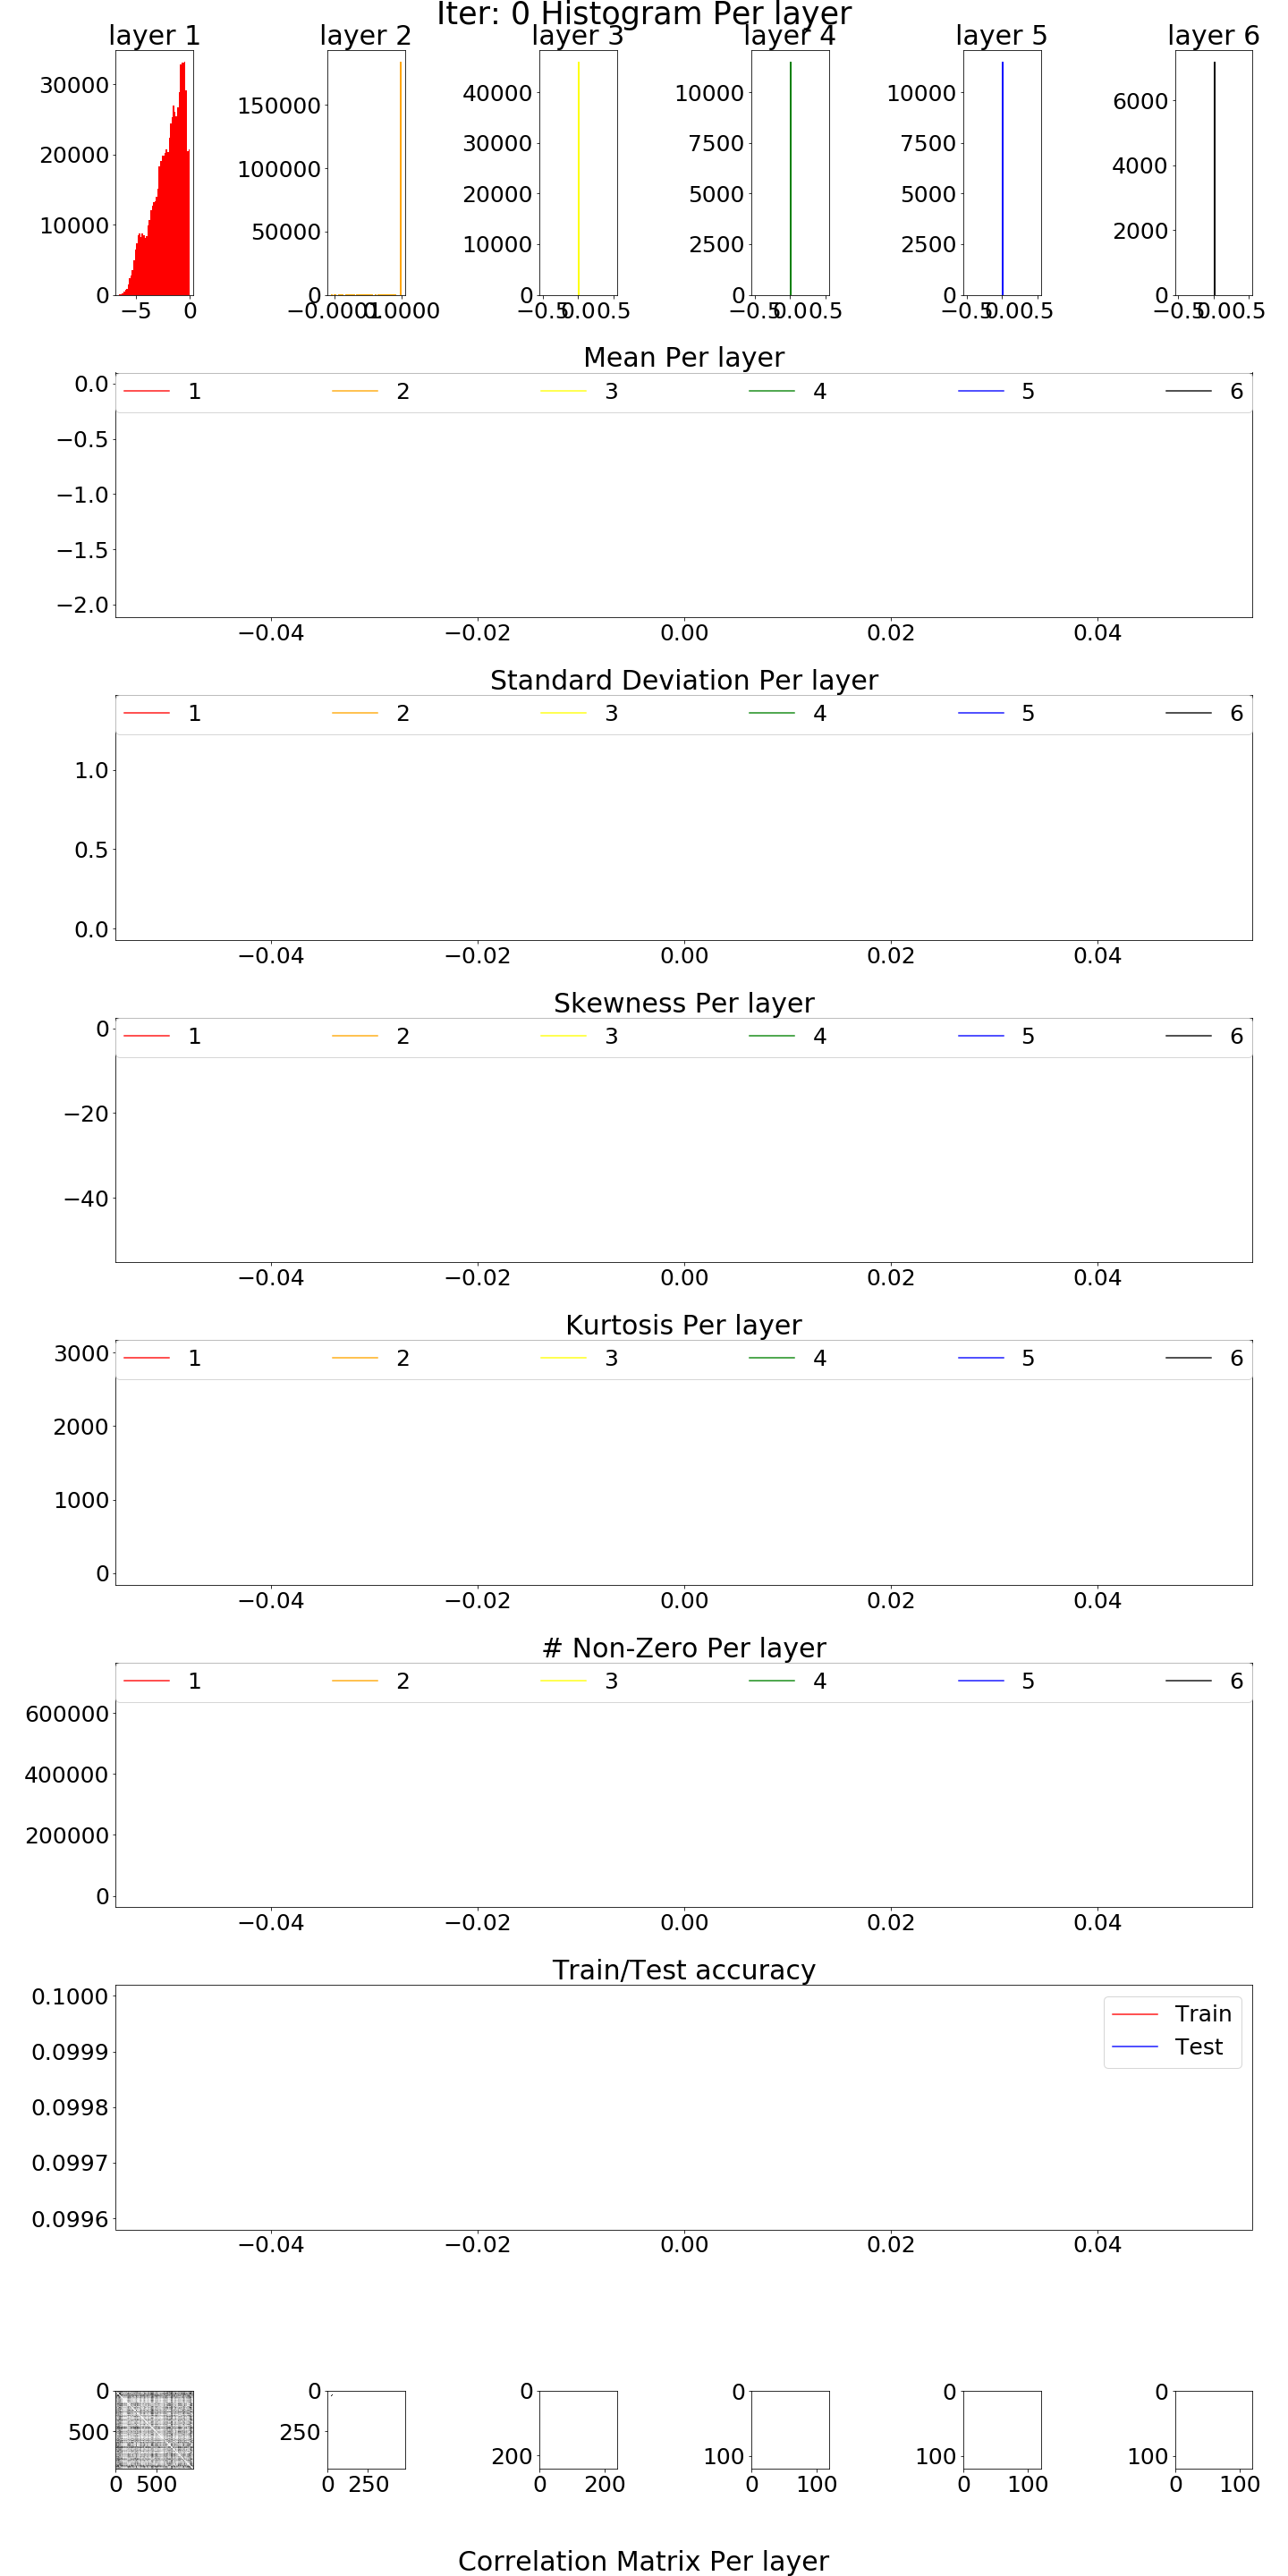 Iter: 0 Histogram Per layer
layer 1 layer 2 layer 3 layer 4 layer 5 layer 6
30000
20000
10000
0
−5 0
150000
100000
50000
0
−0.00001 0.00000
40000
30000
20000
10000
0
−0.5 0.0 0.5
10000
7500
5000
2500
0
−0.5 0.0 0.5
10000
7500
5000
2500
0
−0.5 0.0 0.5
6000
4000
2000
0
−0.5 0.0 0.5
Mean Per layer
1 2 3 4 5 6
0.0
−0.5
−1.0
−1.5
−2.0
−0.04 −0.02 0.00 0.02 0.04
Standard Deviation Per layer
1 2 3 4 5 6
1.0
0.5
0.0
−0.04 −0.02 0.00 0.02 0.04
Skewness Per layer
1 2 3 4 5 6
0
−20
−40
−0.04 −0.02 0.00 0.02 0.04
Kurtosis Per layer
1 2 3 4 5 6
3000
2000
1000
0
−0.04 −0.02 0.00 0.02 0.04
# Non-Zero Per layer
1 2 3 4 5 6
600000
400000
200000
0
−0.04 −0.02 0.00 0.02 0.04
Train/Test accuracy
0.1000
0.0999
0.0998
0.0997
0.0996
Train
Test
−0.04 −0.02 0.00 0.02 0.04
0
500
0 500
0
250
0 250
0
200
0 200
0
100
0 100
0
100
0 100
0
100
0 100
Correlation Matrix Per layer